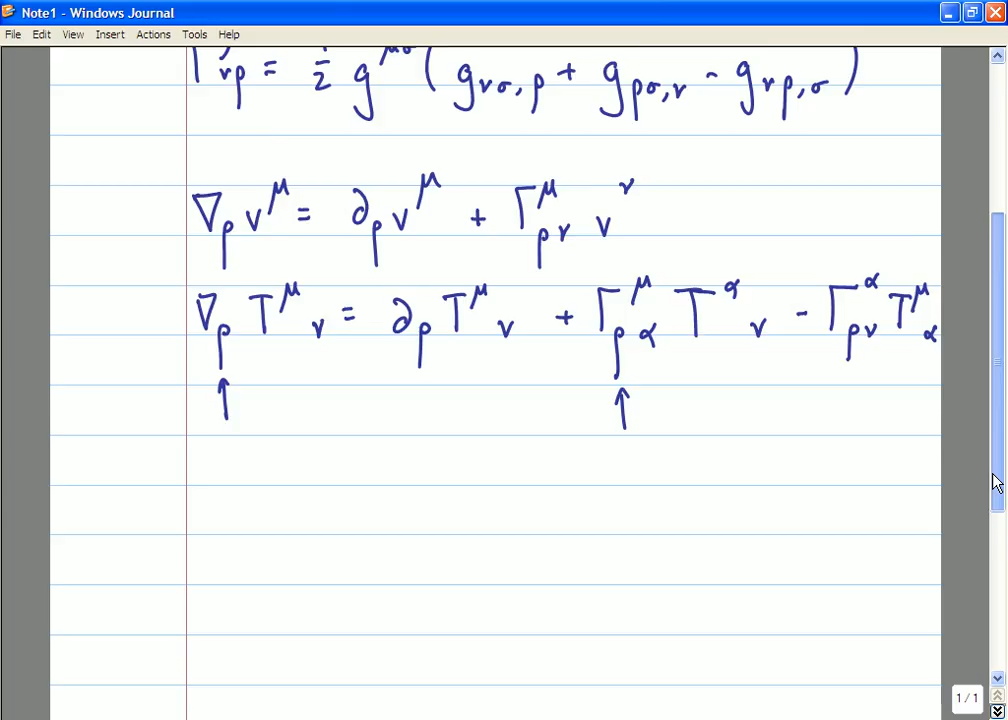 Note1 - Windows Journal
File Edit View Insert Actions Tools Help
Γ^μ_νρ = 1/2 g^μσ ( g_νσ,ρ + g_ρσ,ν - g_νρ,σ )
∇_ρ v^μ = ∂_ρ v^μ + Γ^μ_ρν v^ν
∇_ρ T^μ_ν = ∂_ρ T^μ_ν + Γ^μ_ρα T^α_ν - Γ^α_ρν T^μ_α
↑ ↑
1/1